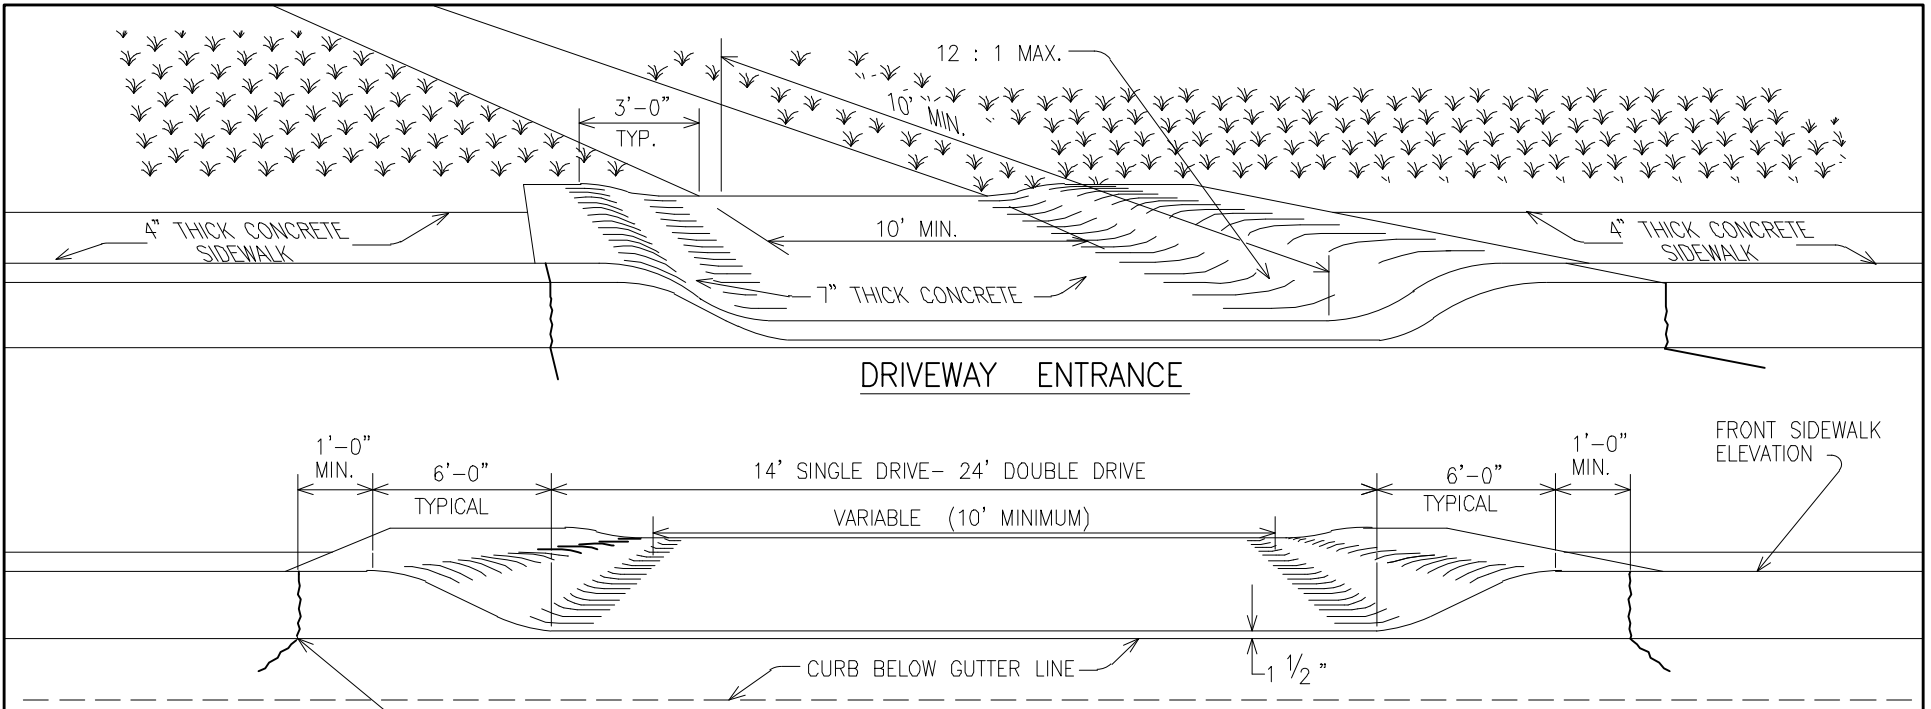 12 : 1 MAX.
3'-0"
TYP.
10'
MIN.
4" THICK CONCRETE
SIDEWALK
10' MIN.
4" THICK CONCRETE
SIDEWALK
7" THICK CONCRETE
DRIVEWAY ENTRANCE
1'-0"
MIN.
6'-0"
TYPICAL
14' SINGLE DRIVE- 24' DOUBLE DRIVE
VARIABLE (10' MINIMUM)
6'-0"
TYPICAL
1'-0"
MIN.
FRONT SIDEWALK
ELEVATION
CURB BELOW GUTTER LINE
1 1/2 "